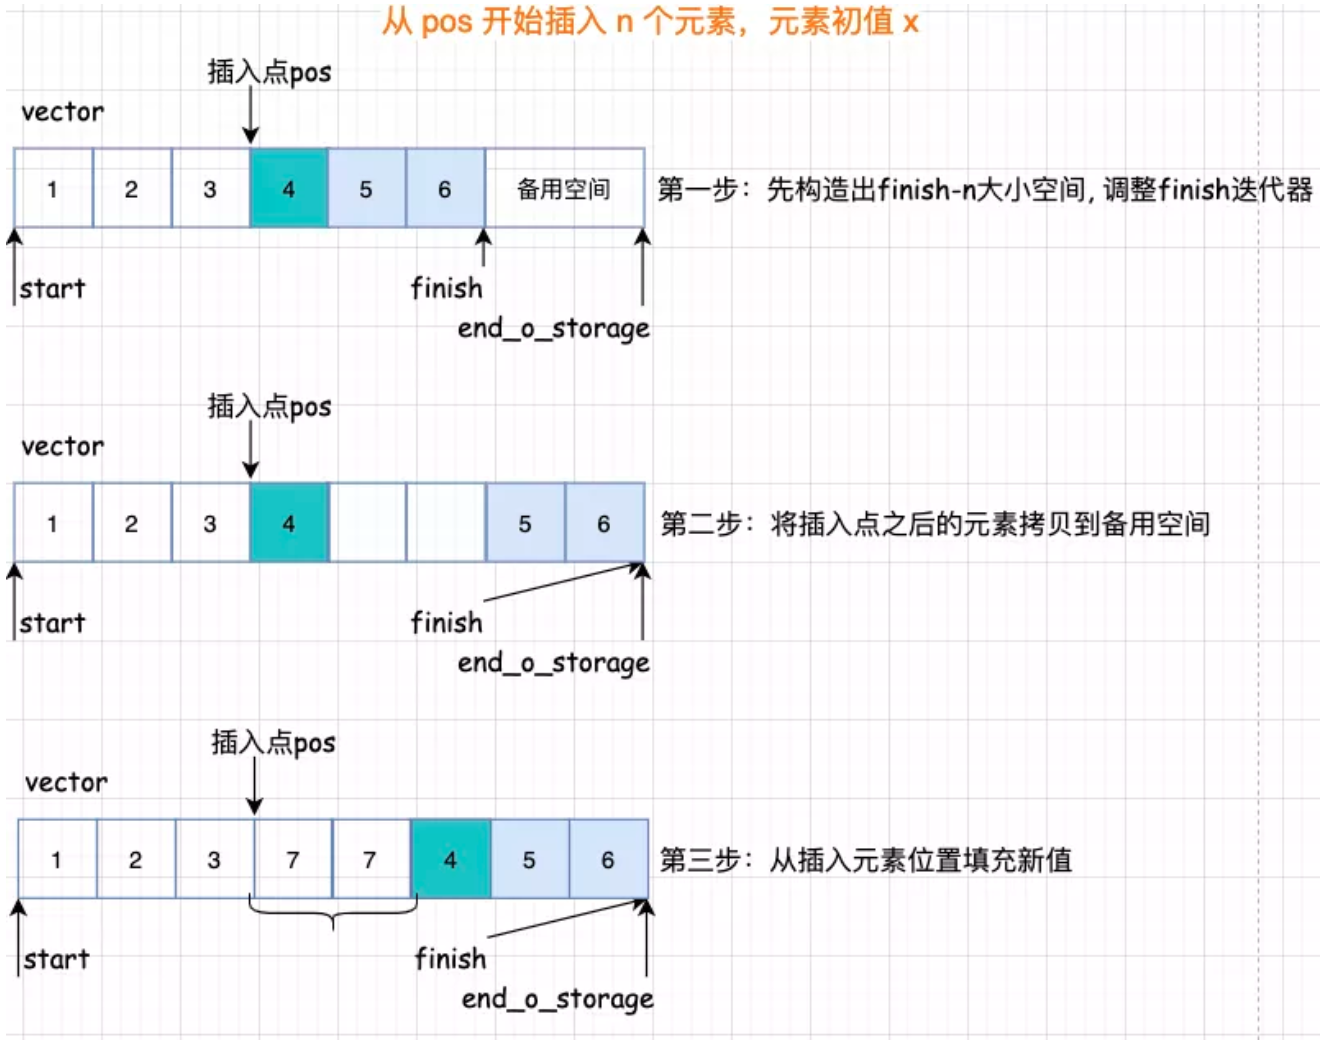 从 pos 开始插入 n 个元素，元素初值 x
插入点pos
vector
1 2 3 4 5 6 备用空间 第一步：先构造出finish-n大小空间, 调整finish迭代器
start finish
end_o_storage
插入点pos
vector
1 2 3 4 5 6 第二步：将插入点之后的元素拷贝到备用空间
start finish
end_o_storage
插入点pos
vector
1 2 3 7 7 4 5 6 第三步：从插入元素位置填充新值
start finish
end_o_storage